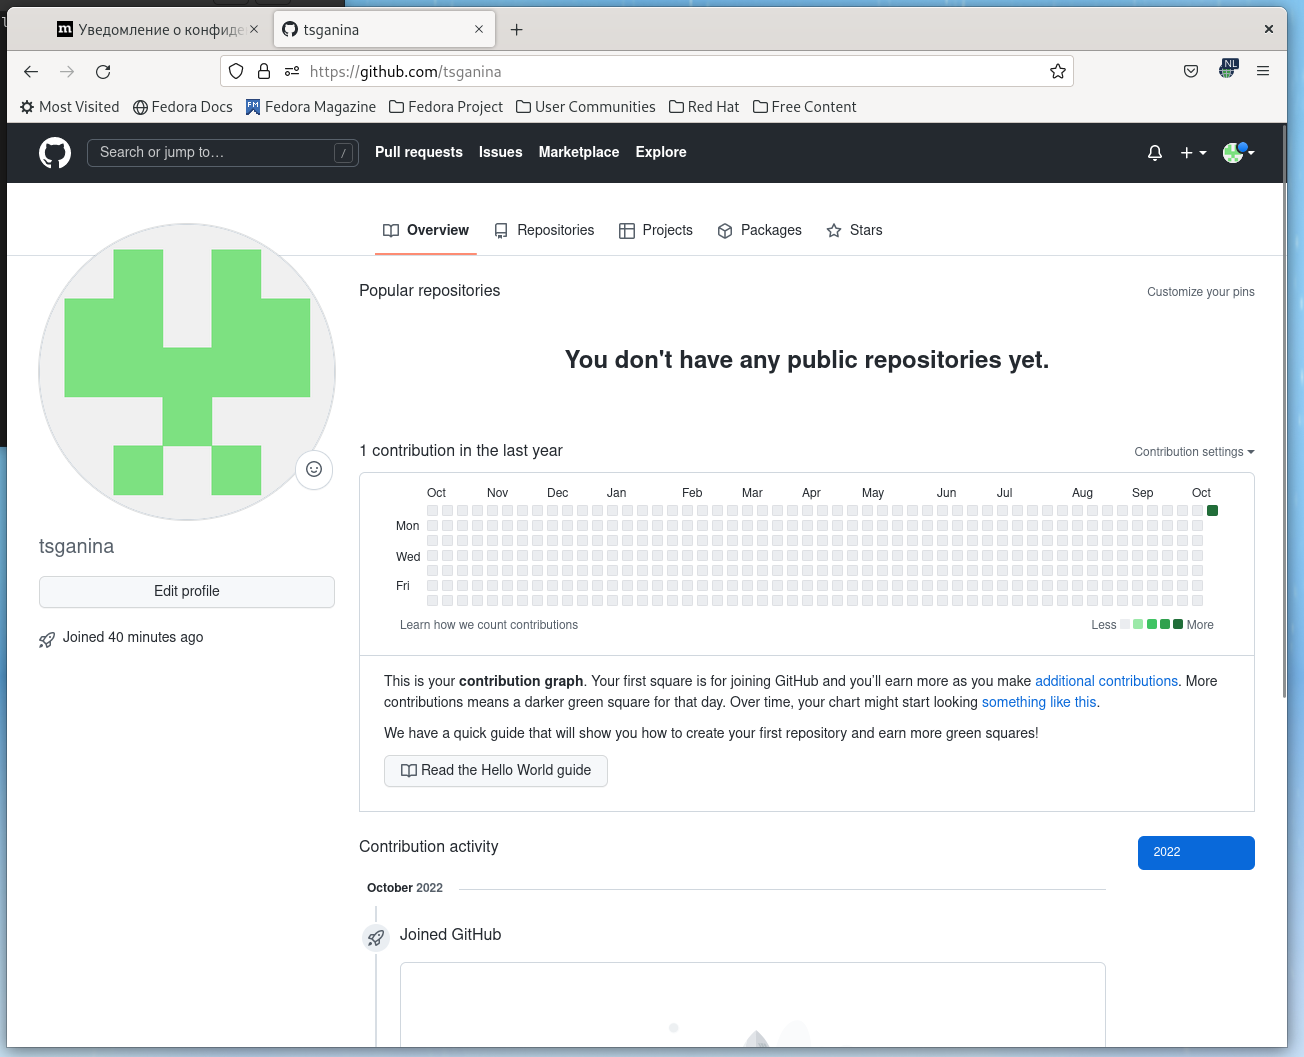 Уведомление о конфиде
tsganina
https://github.com/tsganina
NL
Most Visited Fedora Docs Fedora Magazine Fedora Project User Communities Red Hat Free Content
Search or jump to… / Pull requests Issues Marketplace Explore
Overview Repositories Projects Packages Stars
Popular repositories Customize your pins
You don't have any public repositories yet.
1 contribution in the last year Contribution settings
Oct Nov Dec Jan Feb Mar Apr May Jun Jul Aug Sep Oct
Mon
Wed
Fri
Learn how we count contributions Less More
tsganina
Edit profile
Joined 40 minutes ago
This is your contribution graph. Your first square is for joining GitHub and you’ll earn more as you make additional contributions. More
contributions means a darker green square for that day. Over time, your chart might start looking something like this.
We have a quick guide that will show you how to create your first repository and earn more green squares!
Read the Hello World guide
Contribution activity 2022
October 2022
Joined GitHub